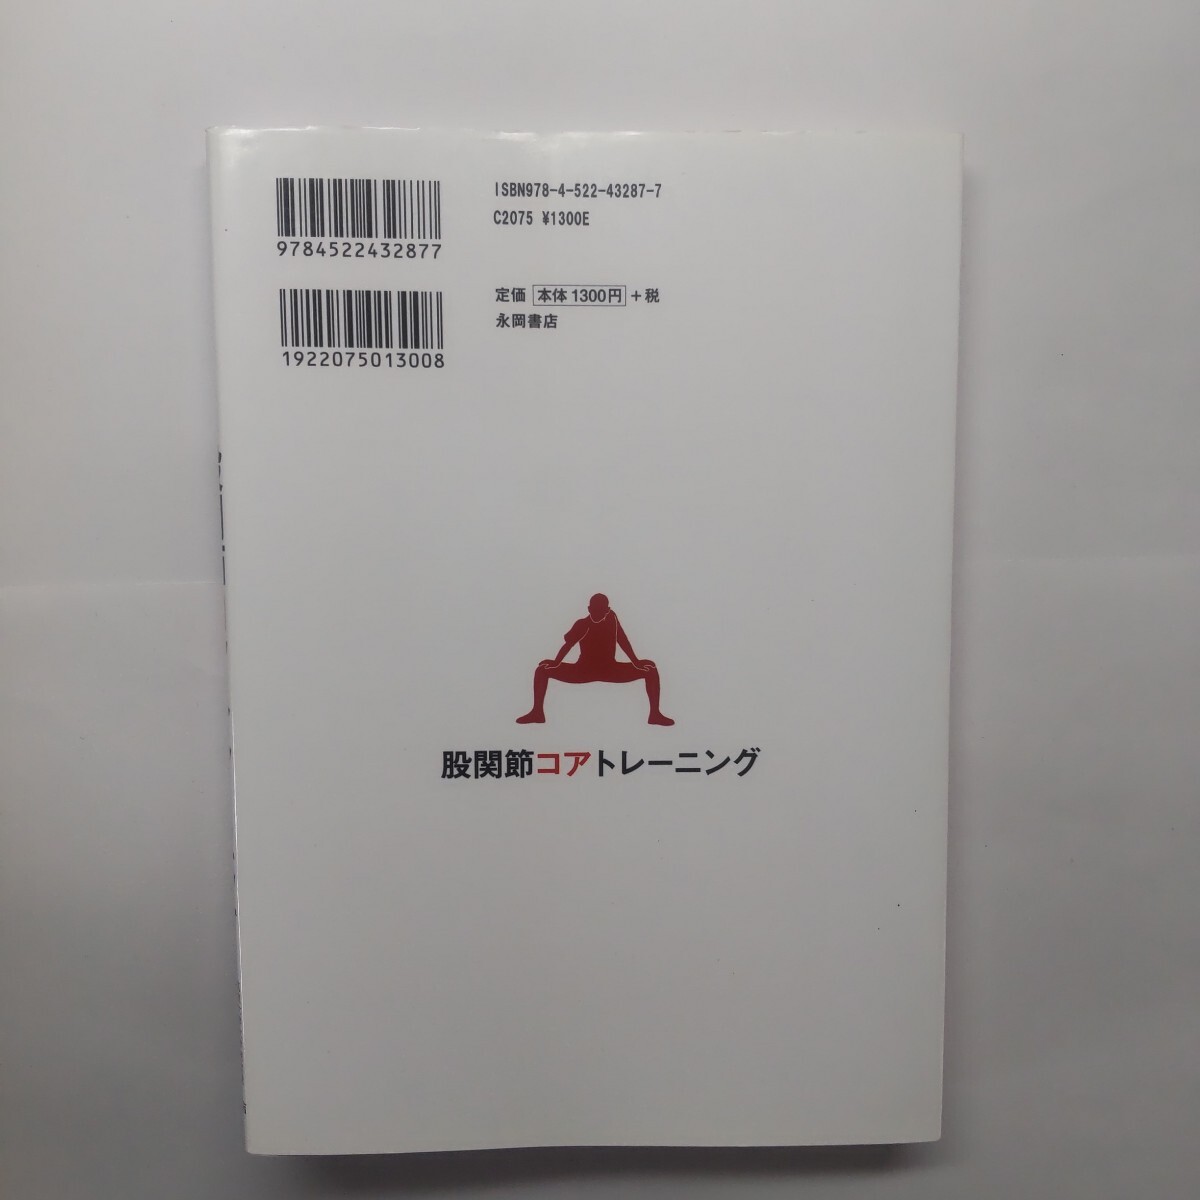 ISBN978-4-522-43287-7
C2075 ¥1300E
9784522432877
定価 本体1300円 +税
永岡書店
1922075013008
股関節コアトレーニング